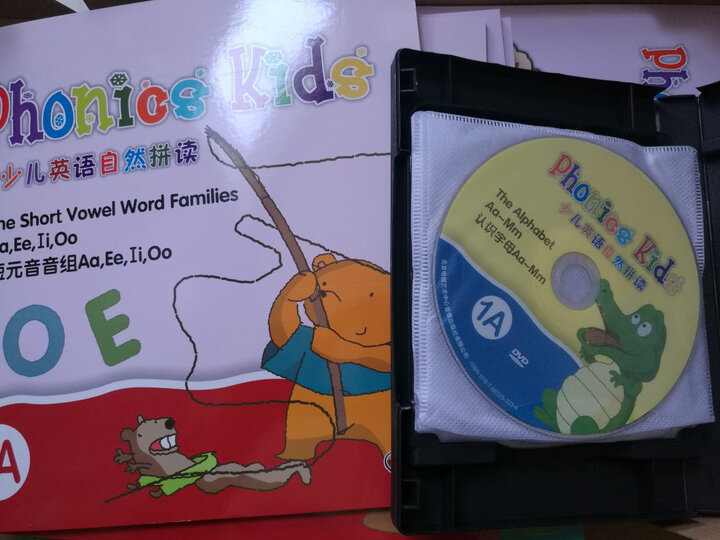 Phonics Kids
少儿英语自然拼读
he Short Vowel Word Families
a,Ee,Ii,Oo
短元音音组Aa,Ee,Ii,Oo
O E
A
Phonics Kids
少儿英语自然拼读
The Alphabet
Aa~Mm
认识字母Aa~Mm
1A
DVD
Ph